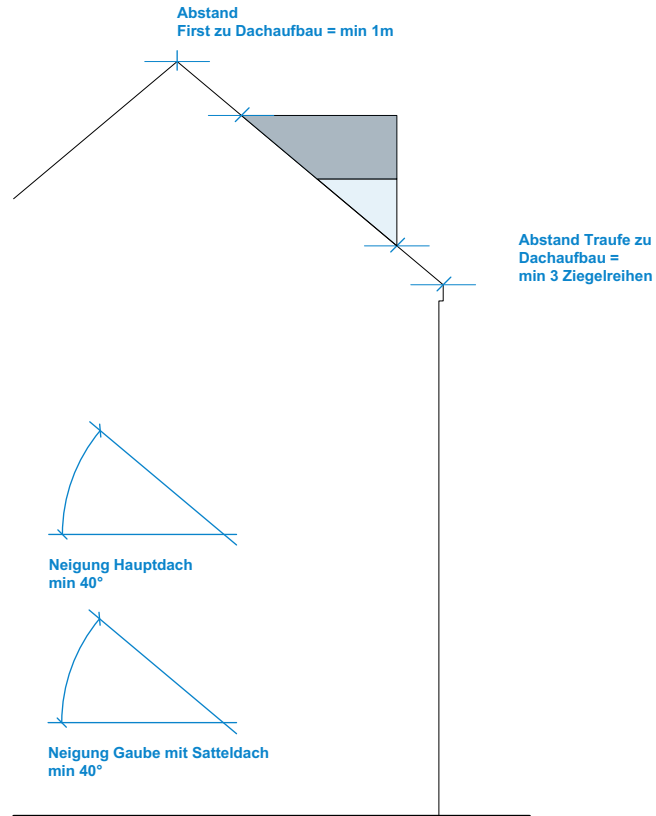 Abstand
First zu Dachaufbau = min 1m
Abstand Traufe zu
Dachaufbau =
min 3 Ziegelreihen
Neigung Hauptdach
min 40°
Neigung Gaube mit Satteldach
min 40°